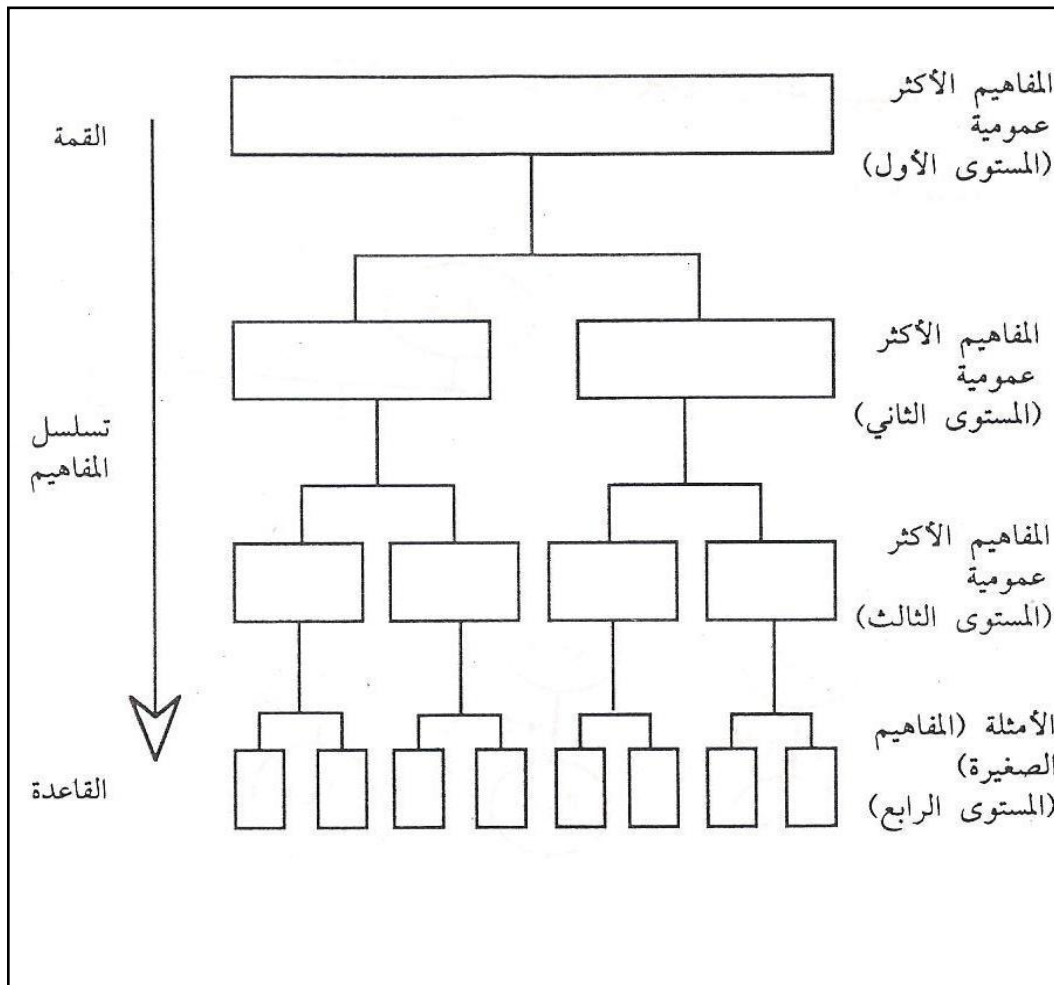 المفاهيم الأكثر
عمومية
(المستوى الأول)
القمة
المفاهيم الأكثر
عمومية
(المستوى الثاني)
تسلسل
المفاهيم
المفاهيم الأكثر
عمومية
(المستوى الثالث)
الأمثلة (المفاهيم
الصغيرة)
(المستوى الرابع)
القاعدة